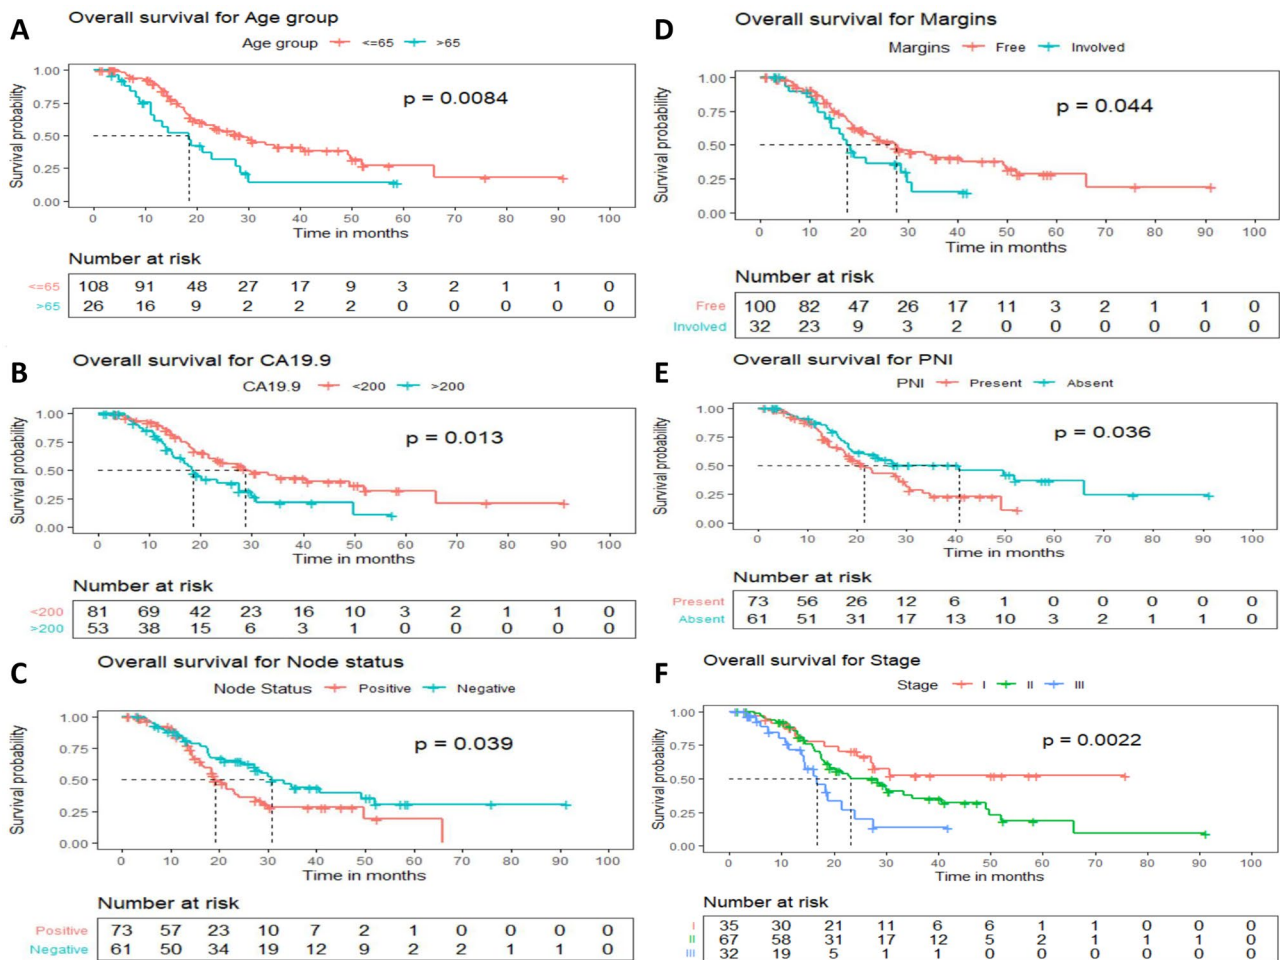 A
Overall survival for Age group
Age group <=65 >65
Survival probability
1.00
0.75
0.50
0.25
0.00
p = 0.0084
0 10 20 30 40 50 60 70 80 90 100
Time in months
Number at risk
<=65 108 91 48 27 17 9 3 2 1 1 0
>65 26 16 9 2 2 2 0 0 0 0 0
B
Overall survival for CA19.9
CA19.9 <200 >200
Survival probability
1.00
0.75
0.50
0.25
0.00
p = 0.013
0 10 20 30 40 50 60 70 80 90 100
Time in months
Number at risk
<200 81 69 42 23 16 10 3 2 1 1 0
>200 53 38 15 6 3 1 0 0 0 0 0
C
Overall survival for Node status
Node Status Positive Negative
Survival probability
1.00
0.75
0.50
0.25
0.00
p = 0.039
0 10 20 30 40 50 60 70 80 90 100
Time in months
Number at risk
Positive 73 57 23 10 7 2 1 0 0 0 0
Negative 61 50 34 19 12 9 2 2 1 1 0
D
Overall survival for Margins
Margins Free Involved
Survival probability
1.00
0.75
0.50
0.25
0.00
p = 0.044
0 10 20 30 40 50 60 70 80 90 100
Time in months
Number at risk
Free 100 82 47 26 17 11 3 2 1 1 0
Involved 32 23 9 3 2 0 0 0 0 0 0
E
Overall survival for PNI
PNI Present Absent
Survival probability
1.00
0.75
0.50
0.25
0.00
p = 0.036
0 10 20 30 40 50 60 70 80 90 100
Time in months
Number at risk
Present 73 56 26 12 6 1 0 0 0 0 0
Absent 61 51 31 17 13 10 3 2 1 1 0
F
Overall survival for Stage
Stage I II III
Survival probability
1.00
0.75
0.50
0.25
0.00
p = 0.0022
0 10 20 30 40 50 60 70 80 90 100
Time in months
Number at risk
I 35 30 21 11 6 6 1 1 0 0 0
II 67 58 31 17 12 5 2 1 1 1 0
III 32 19 5 1 1 0 0 0 0 0 0